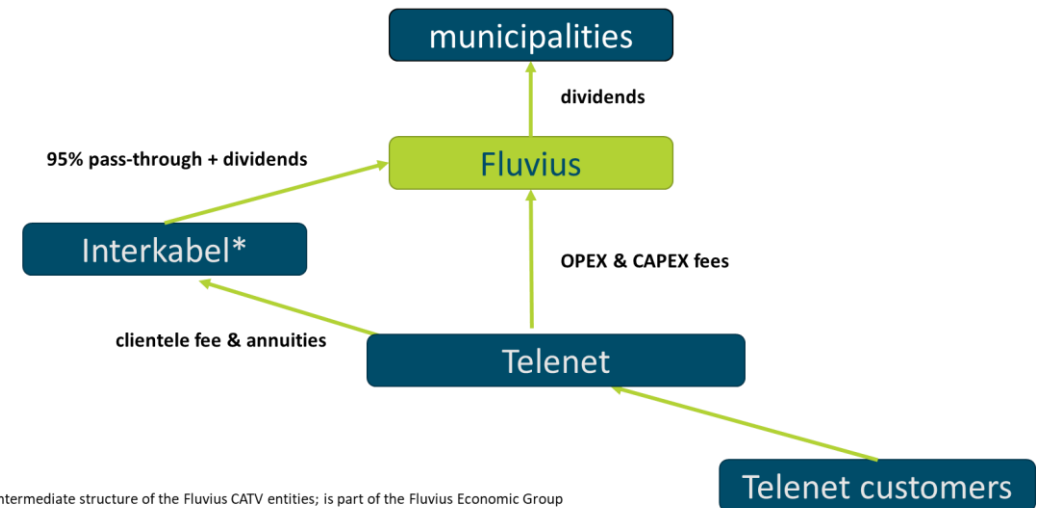 municipalities
dividends
95% pass-through + dividends
Fluvius
Interkabel*
OPEX & CAPEX fees
clientele fee & annuities
Telenet
Telenet customers
intermediate structure of the Fluvius CATV entities; is part of the Fluvius Economic Group